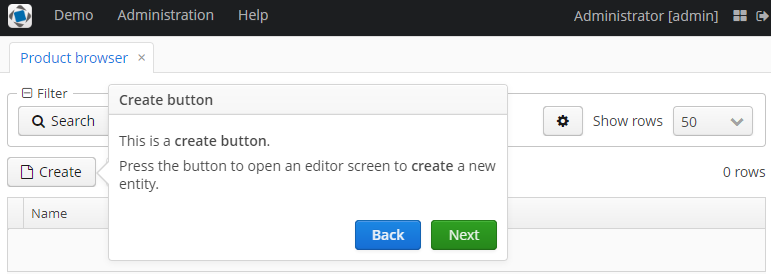 Demo Administration Help Administrator [admin]
Product browser ×
Filter
Search Show rows 50
Create button
This is a create button.
Press the button to open an editor screen to create a new
entity.
Back Next
Create 0 rows
Name